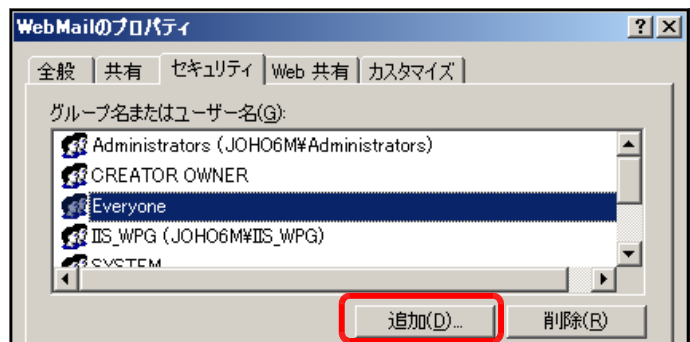 WebMailのプロパティ
全般 共有 セキュリティ Web 共有 カスタマイズ
グループ名またはユーザー名(G):
Administrators (JOHO6M¥Administrators)
CREATOR OWNER
Everyone
IIS_WPG (JOHO6M¥IIS_WPG)
SYSTEM
追加(D)... 削除(R)